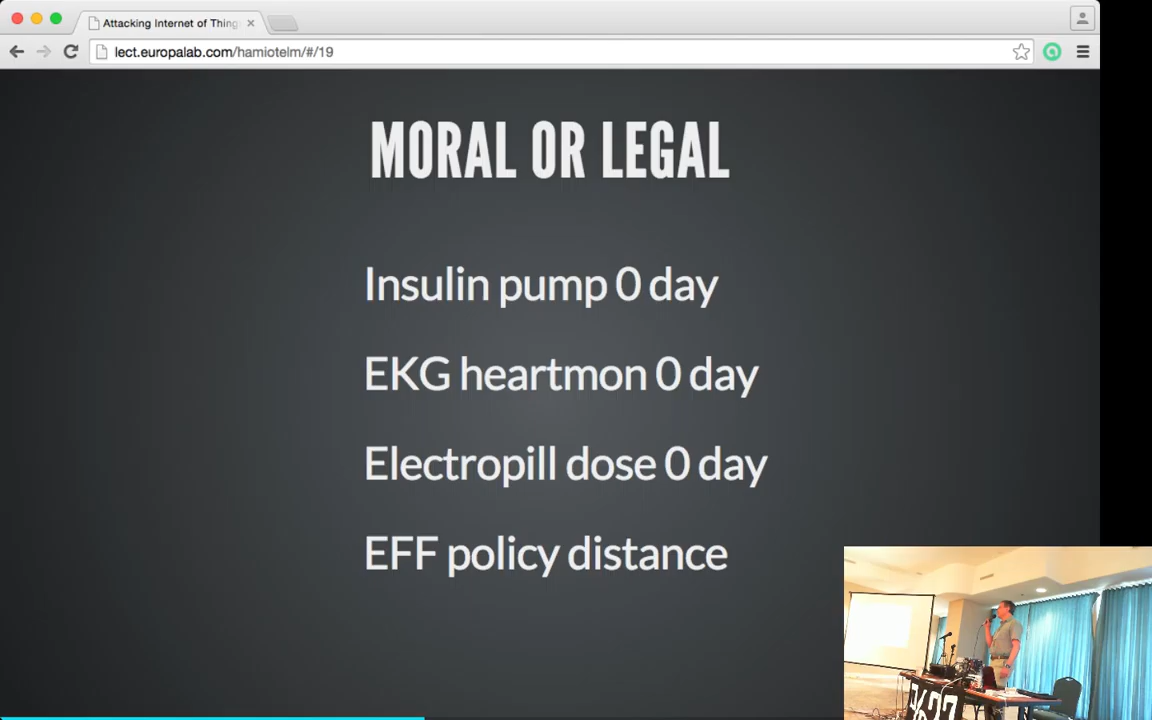 Attacking Internet of Thing
lect.europalab.com/hamiotelm/#/19
MORAL OR LEGAL
Insulin pump 0 day
EKG heartmon 0 day
Electropill dose 0 day
EFF policy distance